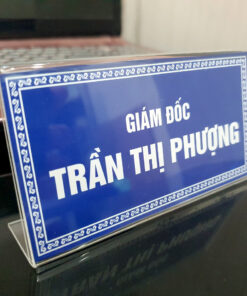 GIÁM ĐỐC
TRẦN THỊ PHƯỢNG